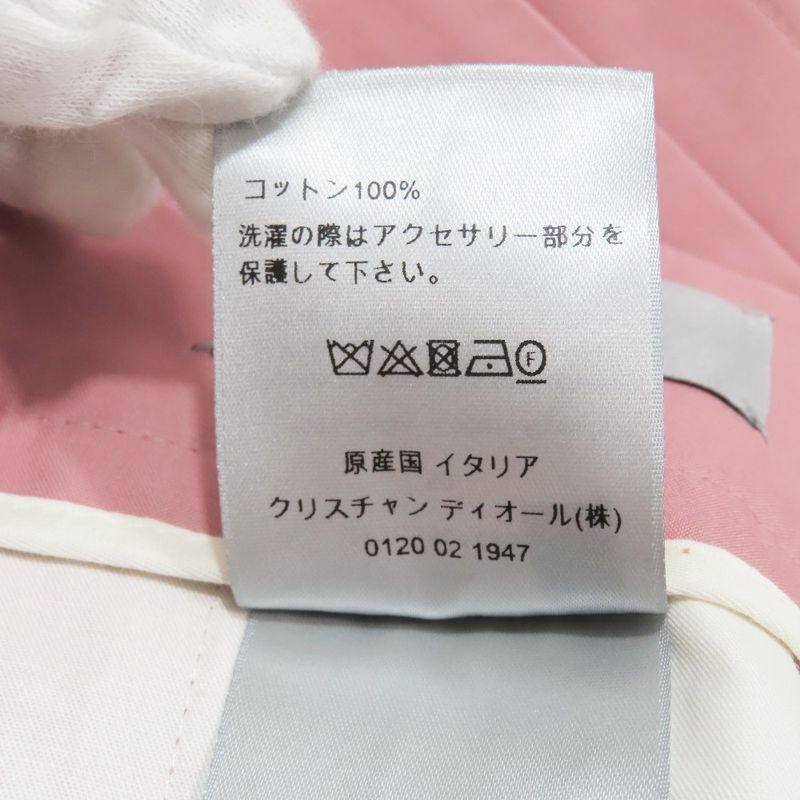 コットン100%
洗濯の際はアクセサリー部分を
保護して下さい。
F
原産国 イタリア
クリスチャン ディオール(株)
0120 02 1947